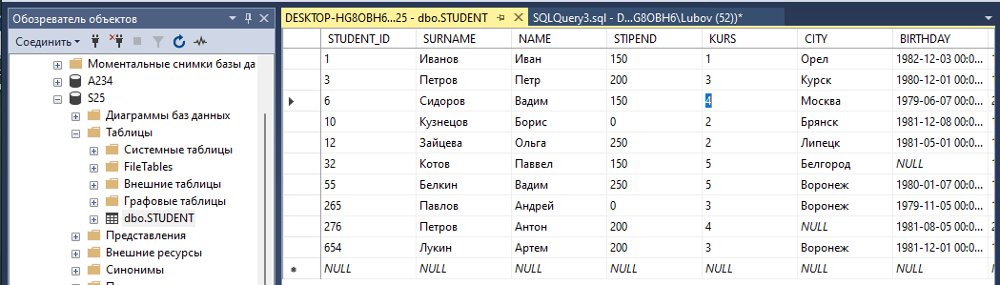 Обозреватель объектов
Соединить
Моментальные снимки базы да
A234
S25
Диаграммы баз данных
Таблицы
Системные таблицы
FileTables
Внешние таблицы
Графовые таблицы
dbo.STUDENT
Представления
Внешние ресурсы
Синонимы
DESKTOP-HG8OBH6...25 - dbo.STUDENT SQLQuery3.sql - D...G8OBH6\Lubov (52))*
STUDENT_ID SURNAME NAME STIPEND KURS CITY BIRTHDAY
1 Иванов Иван 150 1 Орел 1982-12-03 00:0...
3 Петров Петр 200 3 Курск 1980-12-01 00:0...
6 Сидоров Вадим 150 4 Москва 1979-06-07 00:0...
10 Кузнецов Борис 0 2 Брянск 1981-12-08 00:0...
12 Зайцева Ольга 250 2 Липецк 1981-05-01 00:0...
32 Котов Паввел 150 5 Белгород NULL
55 Белкин Вадим 250 5 Воронеж 1980-01-07 00:0...
265 Павлов Андрей 0 3 Воронеж 1979-11-05 00:0...
276 Петров Антон 200 4 NULL 1981-08-05 00:0...
654 Лукин Артем 200 3 Воронеж 1981-12-01 00:0...
NULL NULL NULL NULL NULL NULL NULL